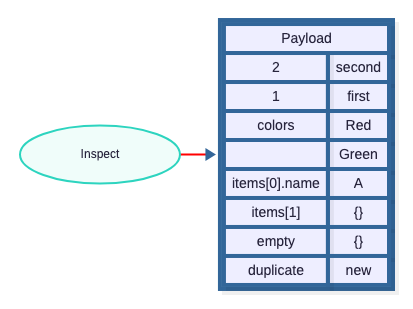 Inspect
Payload
2 second
1 first
colors Red
Green
items[0].name A
items[1] {}
empty {}
duplicate new